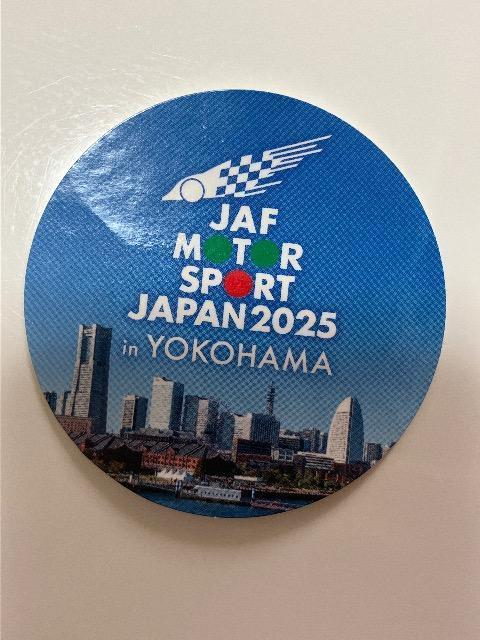 JAF
MOTOR
SPORT
JAPAN 2025
in YOKOHAMA